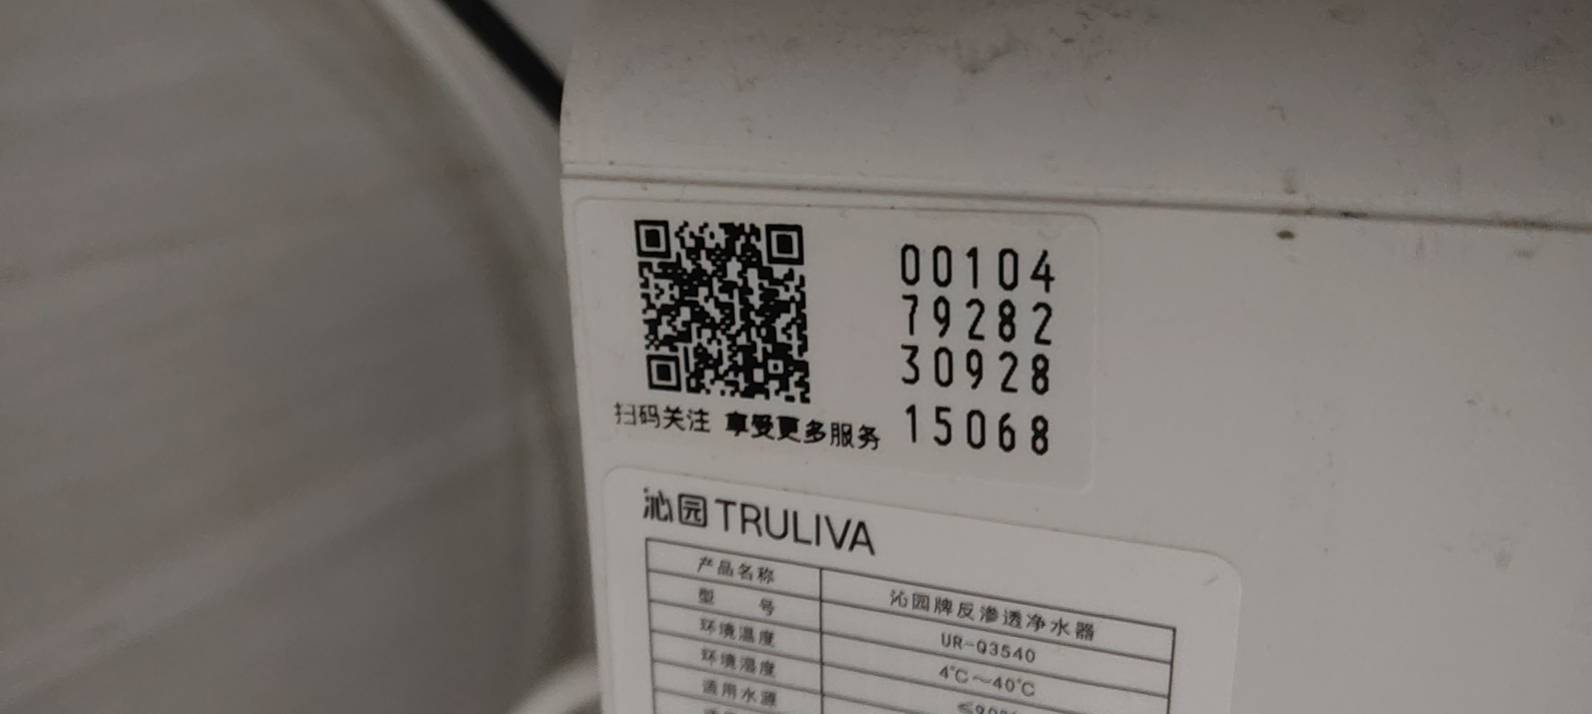 00104
79282
30928
15068
扫码关注 享受更多服务
沁园 TRULIVA
产品名称 沁园牌反渗透净水器
型 号 UR-Q3540
环境温度 4℃~40℃
环境湿度
适用水源